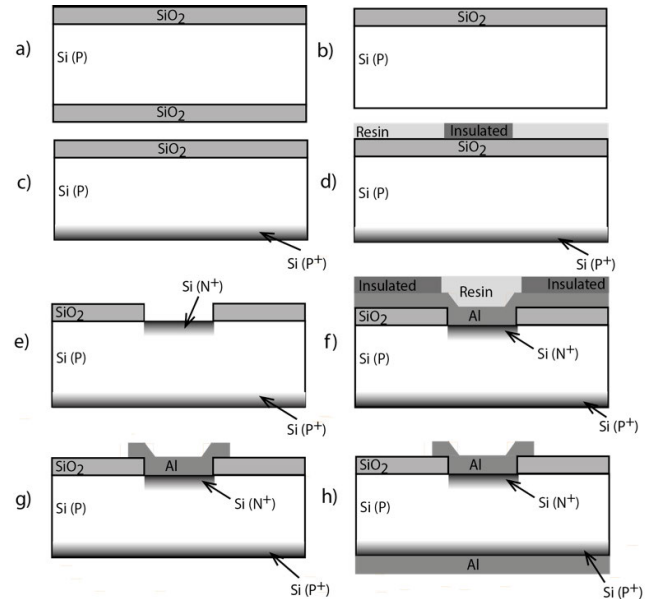 SiO2
a)
Si (P)
SiO2
SiO2
b)
Si (P)
SiO2
c)
Si (P)
Si (P+)
Resin
Insulated
SiO2
d)
Si (P)
Si (P+)
Si (N+)
SiO2
e)
Si (P)
Si (P+)
Insulated
Resin
Insulated
SiO2
Al
f)
Si (N+)
Si (P)
Si (P+)
SiO2
Al
g)
Si (N+)
Si (P)
Si (P+)
SiO2
Al
h)
Si (N+)
Si (P)
Al
Si (P+)